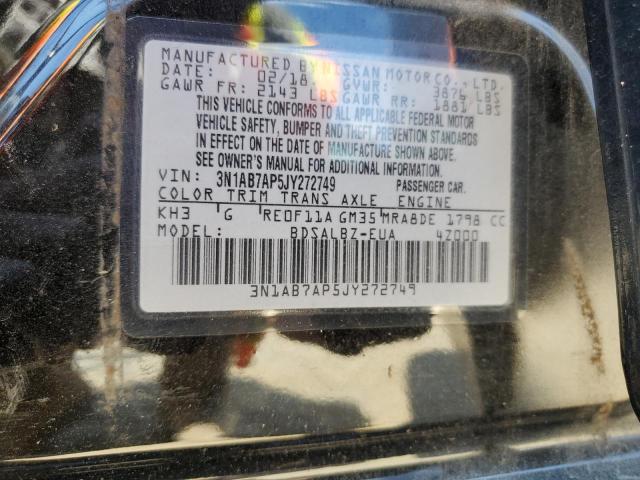 MANUFACTURED BY NISSAN MOTOR CO., LTD.
DATE: 02/18 GVWR: 3876 LBS
GAWR FR: 2143 LBS GAWR RR: 1881 LBS
THIS VEHICLE CONFORMS TO ALL APPLICABLE FEDERAL MOTOR
VEHICLE SAFETY, BUMPER AND THEFT PREVENTION STANDARDS
IN EFFECT ON THE DATE OF MANUFACTURE SHOWN ABOVE.
SEE OWNER'S MANUAL FOR ADDITIONAL INFORMATION.
VIN: 3N1AB7AP5JY272749 PASSENGER CAR.
COLOR TRIM TRANS AXLE ENGINE
KH3 G RE0F11A GM35 MRA8DE 1798 CC
MODEL: BDSALBZ-EUA 4Z000
3N1AB7AP5JY272749